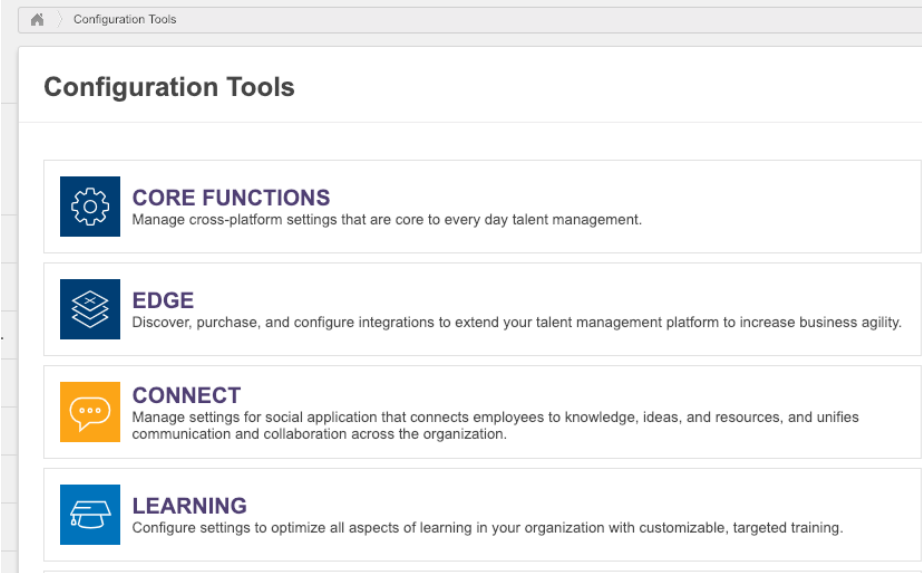 Configuration Tools
Configuration Tools
CORE FUNCTIONS
Manage cross-platform settings that are core to every day talent management.
EDGE
Discover, purchase, and configure integrations to extend your talent management platform to increase business agility.
CONNECT
Manage settings for social application that connects employees to knowledge, ideas, and resources, and unifies
communication and collaboration across the organization.
LEARNING
Configure settings to optimize all aspects of learning in your organization with customizable, targeted training.